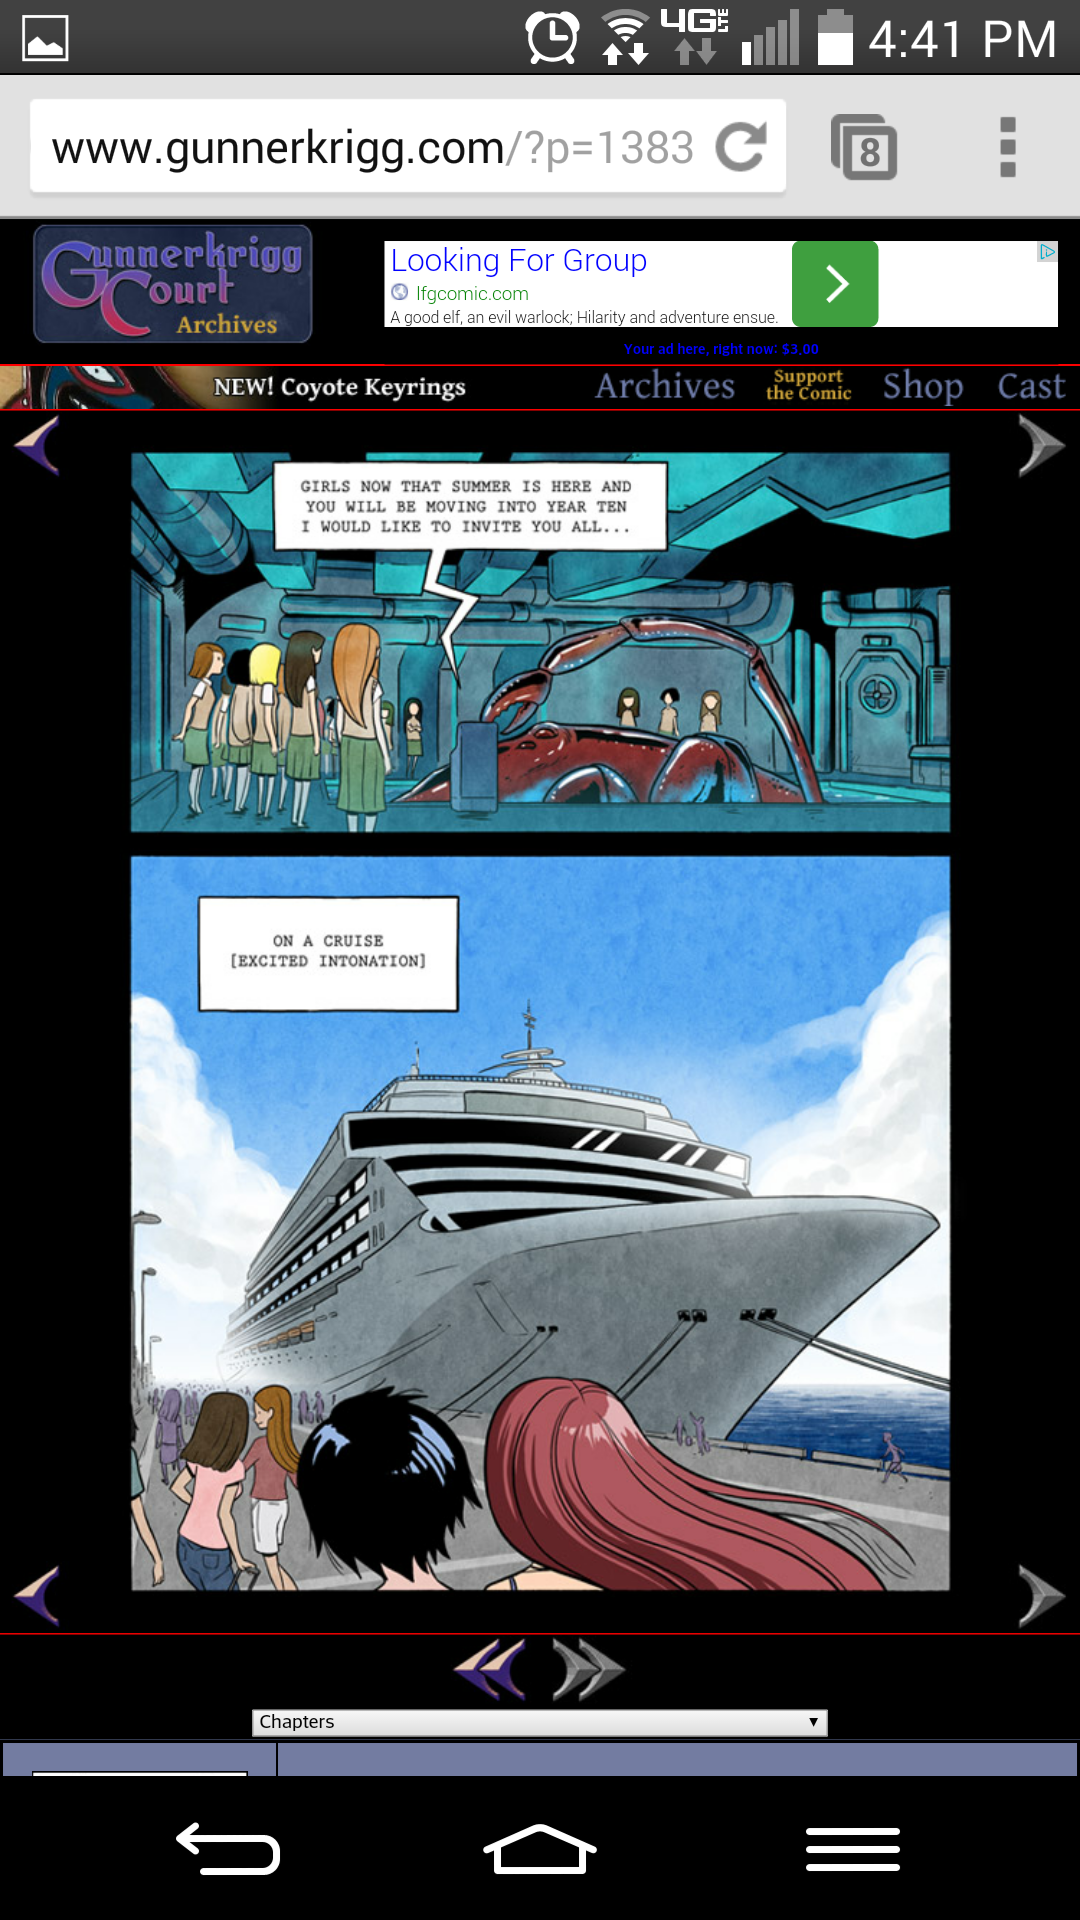 4G LTE 4:41 PM
www.gunnerkrigg.com/?p=1383
8
Gunnerkrigg
Court
Archives
Looking For Group
lfgcomic.com
A good elf, an evil warlock; Hilarity and adventure ensue.
Your ad here, right now: $3.00
NEW! Coyote Keyrings
Archives
Support
the Comic
Shop
Cast
GIRLS NOW THAT SUMMER IS HERE AND
YOU WILL BE MOVING INTO YEAR TEN
I WOULD LIKE TO INVITE YOU ALL...
ON A CRUISE
[EXCITED INTONATION]
Chapters